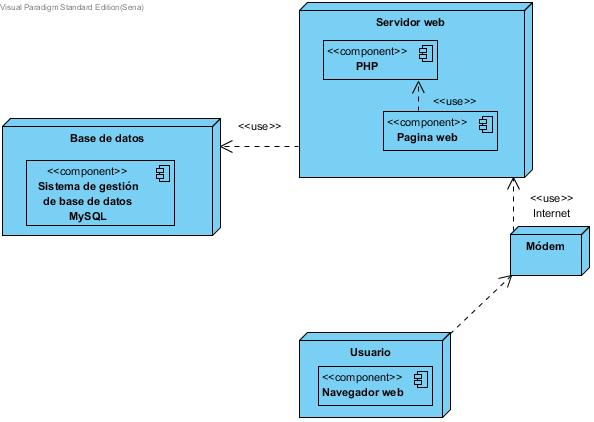 Visual Paradigm Standard Edition(Sena)
Servidor web
<<component>>
PHP
<<use>>
<<component>>
Pagina web
<<use>>
Base de datos
<<component>>
Sistema de gestión
de base de datos
MySQL
<<use>>
Internet
Módem
Usuario
<<component>>
Navegador web